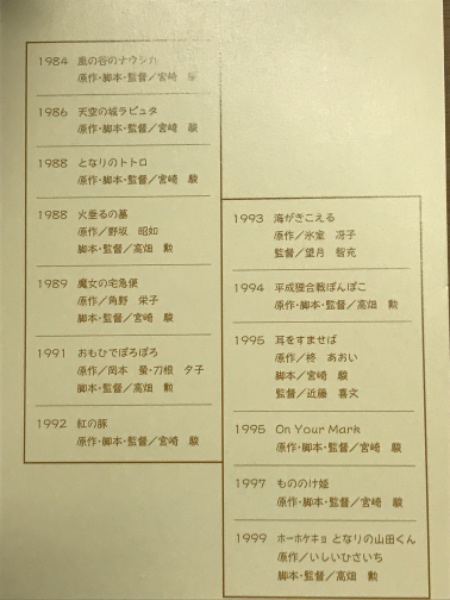 1984 風の谷のナウシカ
原作・脚本・監督／宮崎
1986 天空の城ラピュタ
原作・脚本・監督／宮崎 駿
1988 となりのトトロ
原作・脚本・監督／宮崎 駿
1988 火垂るの墓
原作／野坂 昭如
脚本・監督／高畑 勲
1989 魔女の宅急便
原作／角野 栄子
脚本・監督／宮崎 駿
1991 おもひでぽろぽろ
原作／岡本 螢・刀根 夕子
脚本・監督／高畑 勲
1992 紅の豚
原作・脚本・監督／宮崎 駿
1993 海がきこえる
原作／氷室 冴子
監督／望月 智充
1994 平成狸合戦ぽんぽこ
原作・脚本・監督／高畑 勲
1995 耳をすませば
原作／柊 あおい
脚本／宮崎 駿
監督／近藤 喜文
1995 On Your Mark
原作・脚本・監督／宮崎 駿
1997 もののけ姫
原作・脚本・監督／宮崎 駿
1999 ホーホケキョ となりの山田くん
原作／いしいひさいち
脚本・監督／高畑 勲